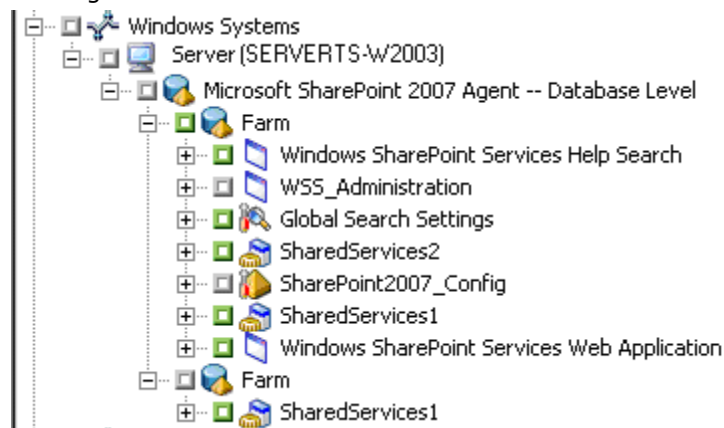 Windows Systems
Server (SERVERTS-W2003)
Microsoft SharePoint 2007 Agent -- Database Level
Farm
Windows SharePoint Services Help Search
WSS_Administration
Global Search Settings
SharedServices2
SharePoint2007_Config
SharedServices1
Windows SharePoint Services Web Application
Farm
SharedServices1